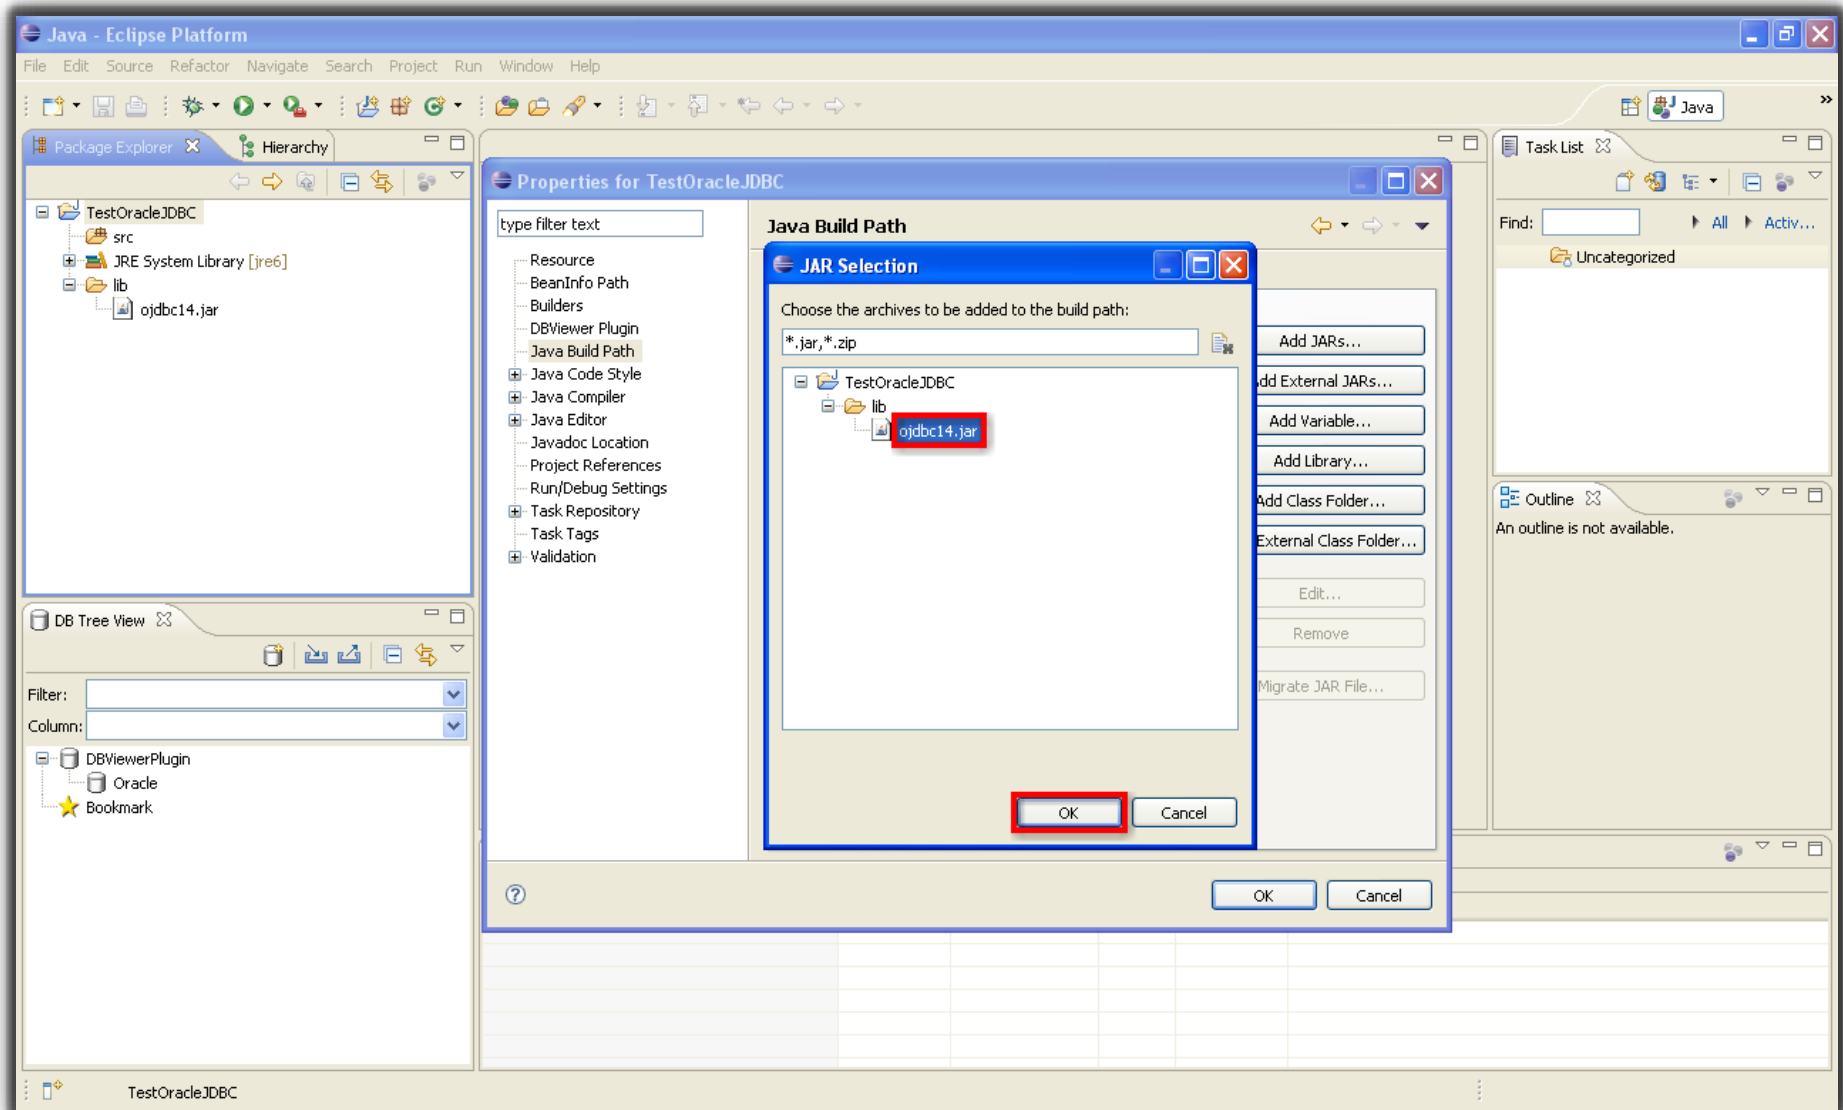 Java - Eclipse Platform
File Edit Source Refactor Navigate Search Project Run Window Help
Java
Package Explorer
Hierarchy
TestOracleJDBC
src
JRE System Library [jre6]
lib
ojdbc14.jar
DB Tree View
Filter:
Column:
DBViewerPlugin
Oracle
Bookmark
Properties for TestOracleJDBC
type filter text
Resource
BeanInfo Path
Builders
DBViewer Plugin
Java Build Path
Java Code Style
Java Compiler
Java Editor
Javadoc Location
Project References
Run/Debug Settings
Task Repository
Task Tags
Validation
Java Build Path
JAR Selection
Choose the archives to be added to the build path:
*.jar,*.zip
TestOracleJDBC
lib
ojdbc14.jar
OK Cancel
Add JARs...
dd External JARs...
Add Variable...
Add Library...
Add Class Folder...
External Class Folder...
Edit...
Remove
Migrate JAR File...
OK Cancel
Task List
Find: All Activ...
Uncategorized
Outline
An outline is not available.
TestOracleJDBC